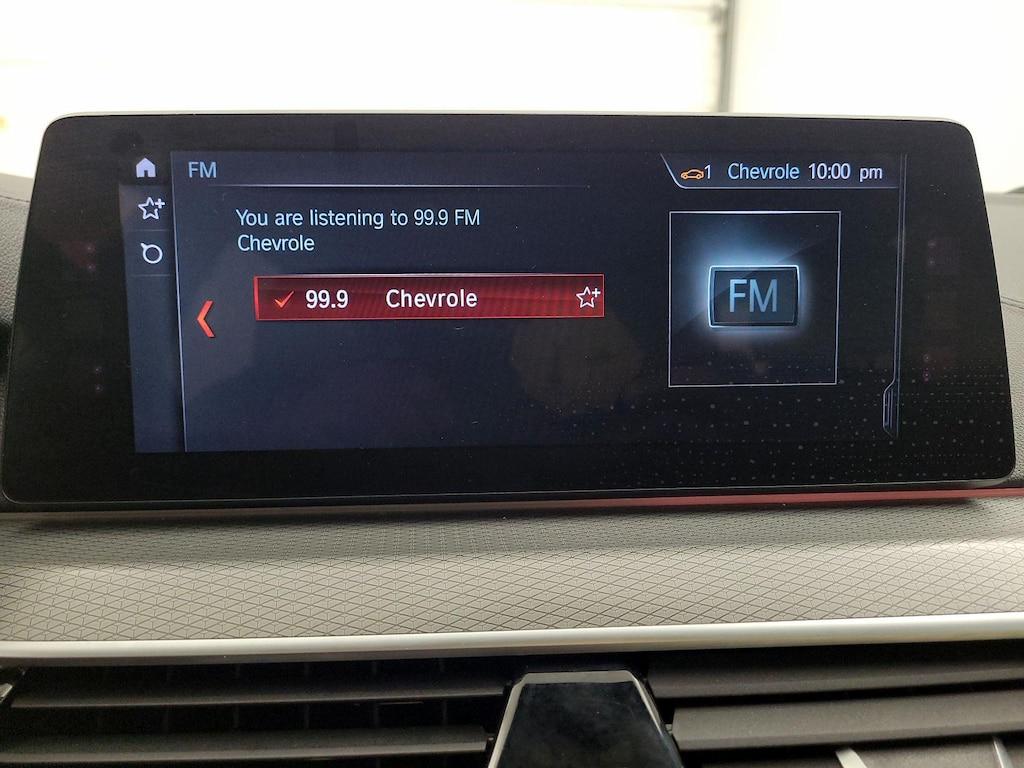 FM
1 Chevrole 10:00 pm
You are listening to 99.9 FM
Chevrole
99.9 Chevrole
FM